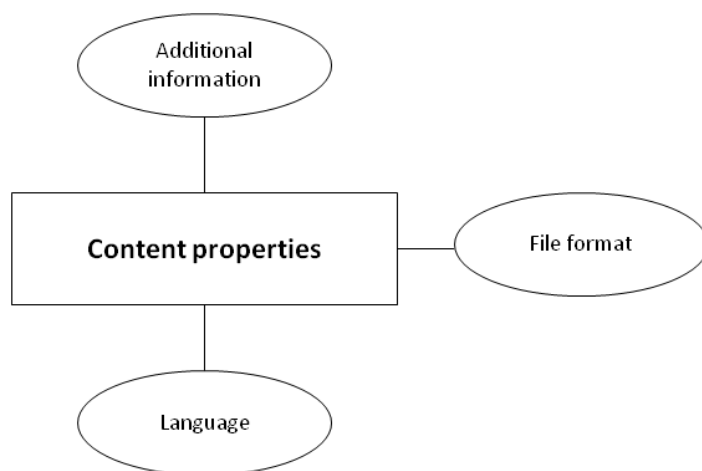 Additional
information
Content properties
File format
Language